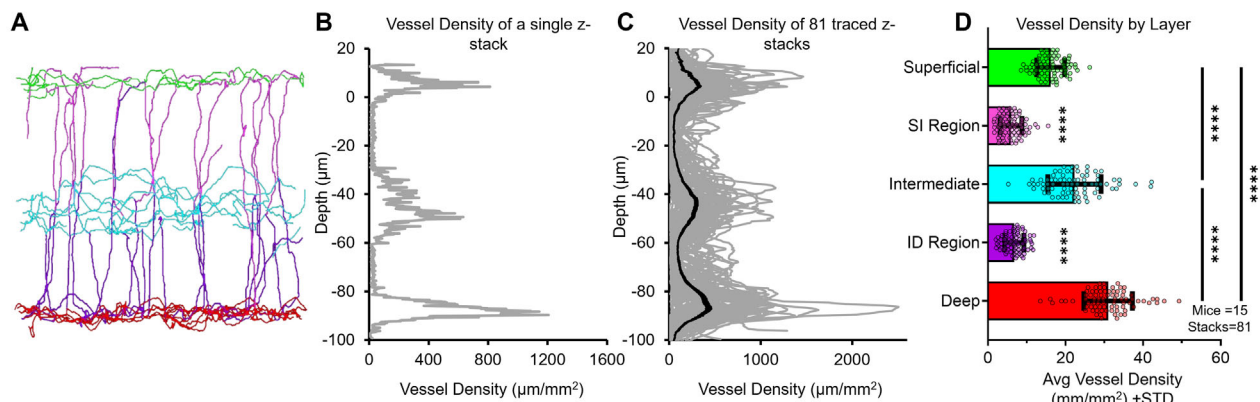 A
B
Vessel Density of a single z-
stack
20
0
-20
-40
-60
-80
-100
Depth (µm)
0 400 800 1200 1600
Vessel Density (µm/mm²)
C
Vessel Density of 81 traced z-
stacks
20
0
-20
-40
-60
-80
-100
Depth (µm)
0 1000 2000
Vessel Density (µm/mm²)
D
Vessel Density by Layer
Superficial
SI Region
Intermediate
ID Region
Deep
****
****
****
****
****
Mice =15
Stacks=81
0 20 40 60
Avg Vessel Density
(mm/mm²) +STD